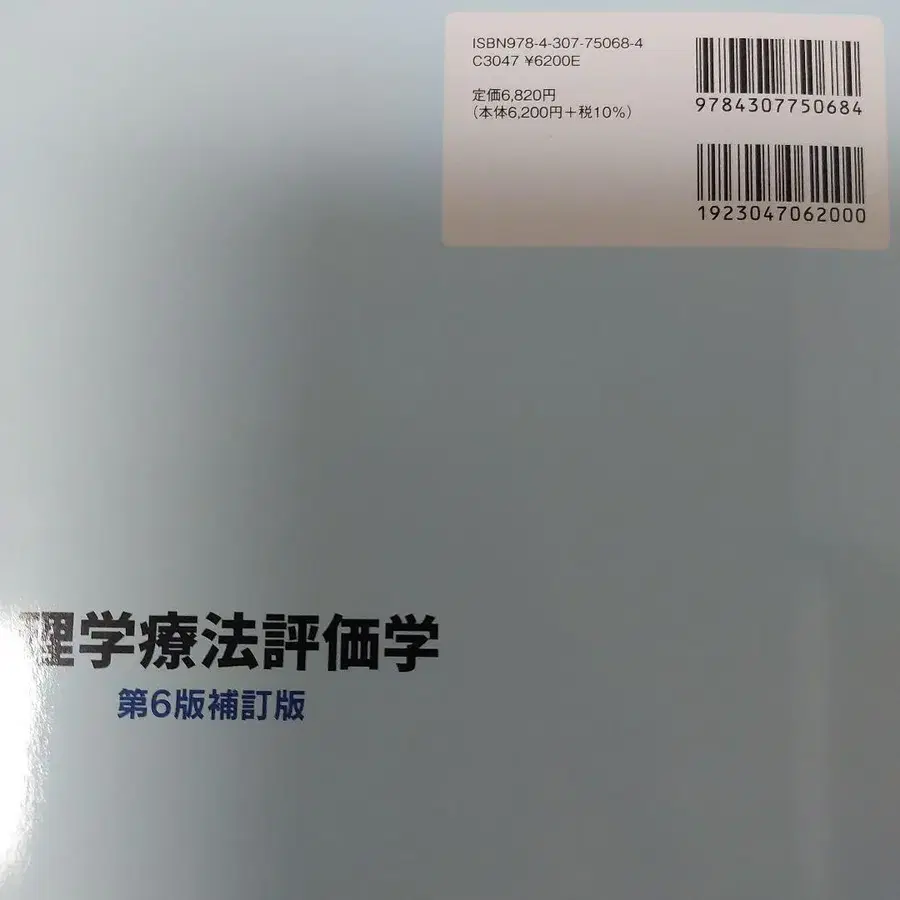 ISBN978-4-307-75068-4
C3047 ¥6200E
定価6,820円
(本体6,200円+税10%)
9784307750684
1923047062000
理学療法評価学
第6版補訂版